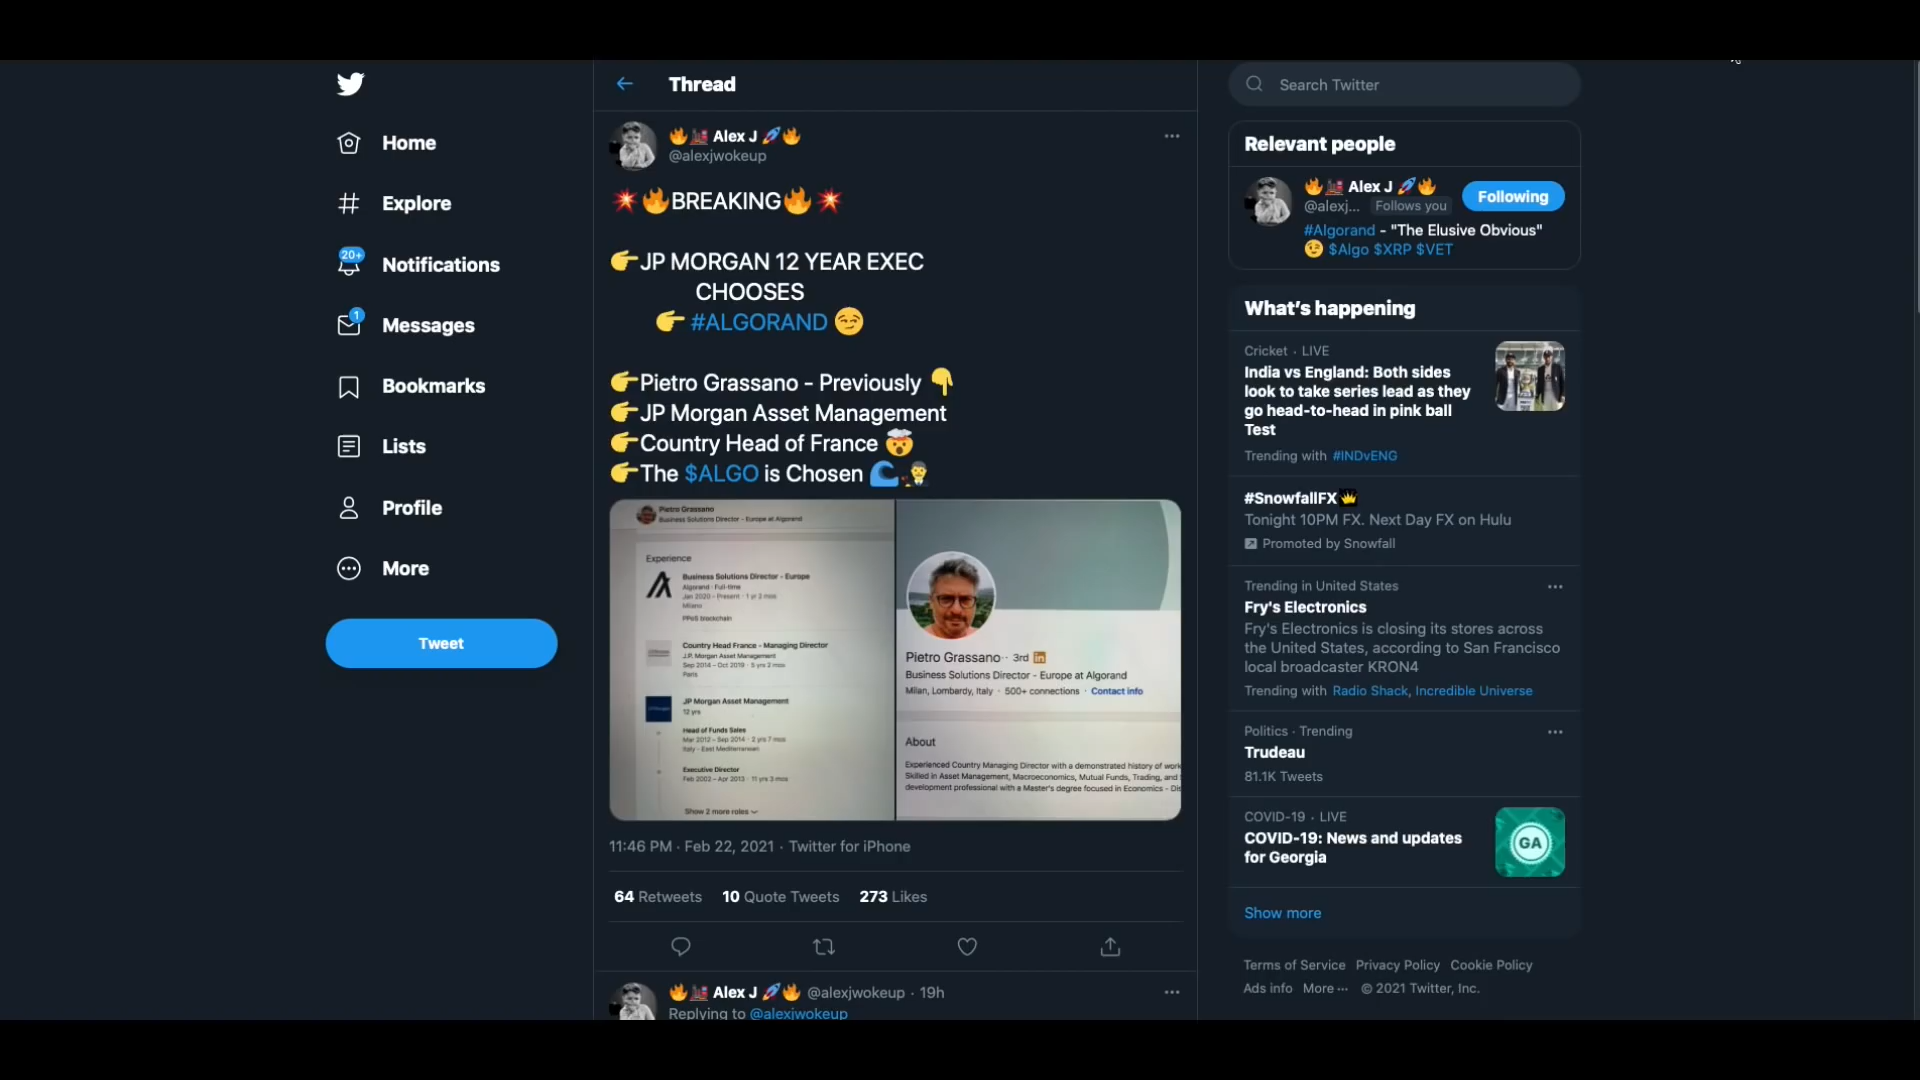 Home
Explore
20+
Notifications
1
Messages
Bookmarks
Lists
Profile
More
Tweet
Thread
Alex J
@alexjwokeup
BREAKING
JP MORGAN 12 YEAR EXEC
CHOOSES
#ALGORAND
Pietro Grassano - Previously
JP Morgan Asset Management
Country Head of France
The $ALGO is Chosen
Pietro Grassano
Business Solutions Director - Europe at Algorand
Experience
Business Solutions Director - Europe
Algorand · Full-time
Jan 2020 - Present · 1 yr 2 mos
Milano
PPoS blockchain
Country Head France - Managing Director
J.P. Morgan Asset Management
Sep 2014 - Oct 2019 · 5 yrs 2 mos
Paris
JP Morgan Asset Management
12 yrs
Head of Funds Sales
Mar 2012 - Sep 2014 · 2 yrs 7 mos
Italy - East Mediterranean
Executive Director
Feb 2002 - Apr 2013 · 11 yrs 3 mos
Show 2 more roles
Pietro Grassano · 3rd in
Business Solutions Director - Europe at Algorand
Milan, Lombardy, Italy · 500+ connections · Contact info
About
Experienced Country Managing Director with a demonstrated history of work
Skilled in Asset Management, Macroeconomics, Mutual Funds, Trading, and
development professional with a Master's degree focused in Economics - Dis
11:46 PM · Feb 22, 2021 · Twitter for iPhone
64 Retweets 10 Quote Tweets 273 Likes
Alex J @alexjwokeup · 19h
Replying to @alexjwokeup
Search Twitter
Relevant people
Alex J
@alexj... Follows you
Following
#Algorand - "The Elusive Obvious"
$Algo $XRP $VET
What's happening
Cricket · LIVE
India vs England: Both sides
look to take series lead as they
go head-to-head in pink ball
Test
Trending with #INDvENG
#SnowfallFX
Tonight 10PM FX. Next Day FX on Hulu
Promoted by Snowfall
Trending in United States
Fry's Electronics
Fry's Electronics is closing its stores across
the United States, according to San Francisco
local broadcaster KRON4
Trending with Radio Shack, Incredible Universe
Politics · Trending
Trudeau
81.1K Tweets
COVID-19 · LIVE
COVID-19: News and updates
for Georgia
GA
Show more
Terms of Service Privacy Policy Cookie Policy
Ads info More ··· © 2021 Twitter, Inc.